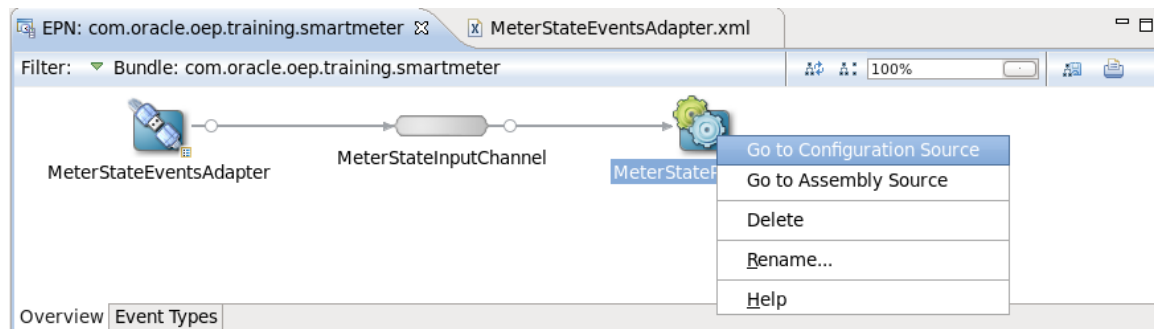 EPN: com.oracle.oep.training.smartmeter
MeterStateEventsAdapter.xml
Filter: Bundle: com.oracle.oep.training.smartmeter
100%
MeterStateEventsAdapter
MeterStateInputChannel
Go to Configuration Source
Go to Assembly Source
Delete
Rename...
Help
Overview
Event Types